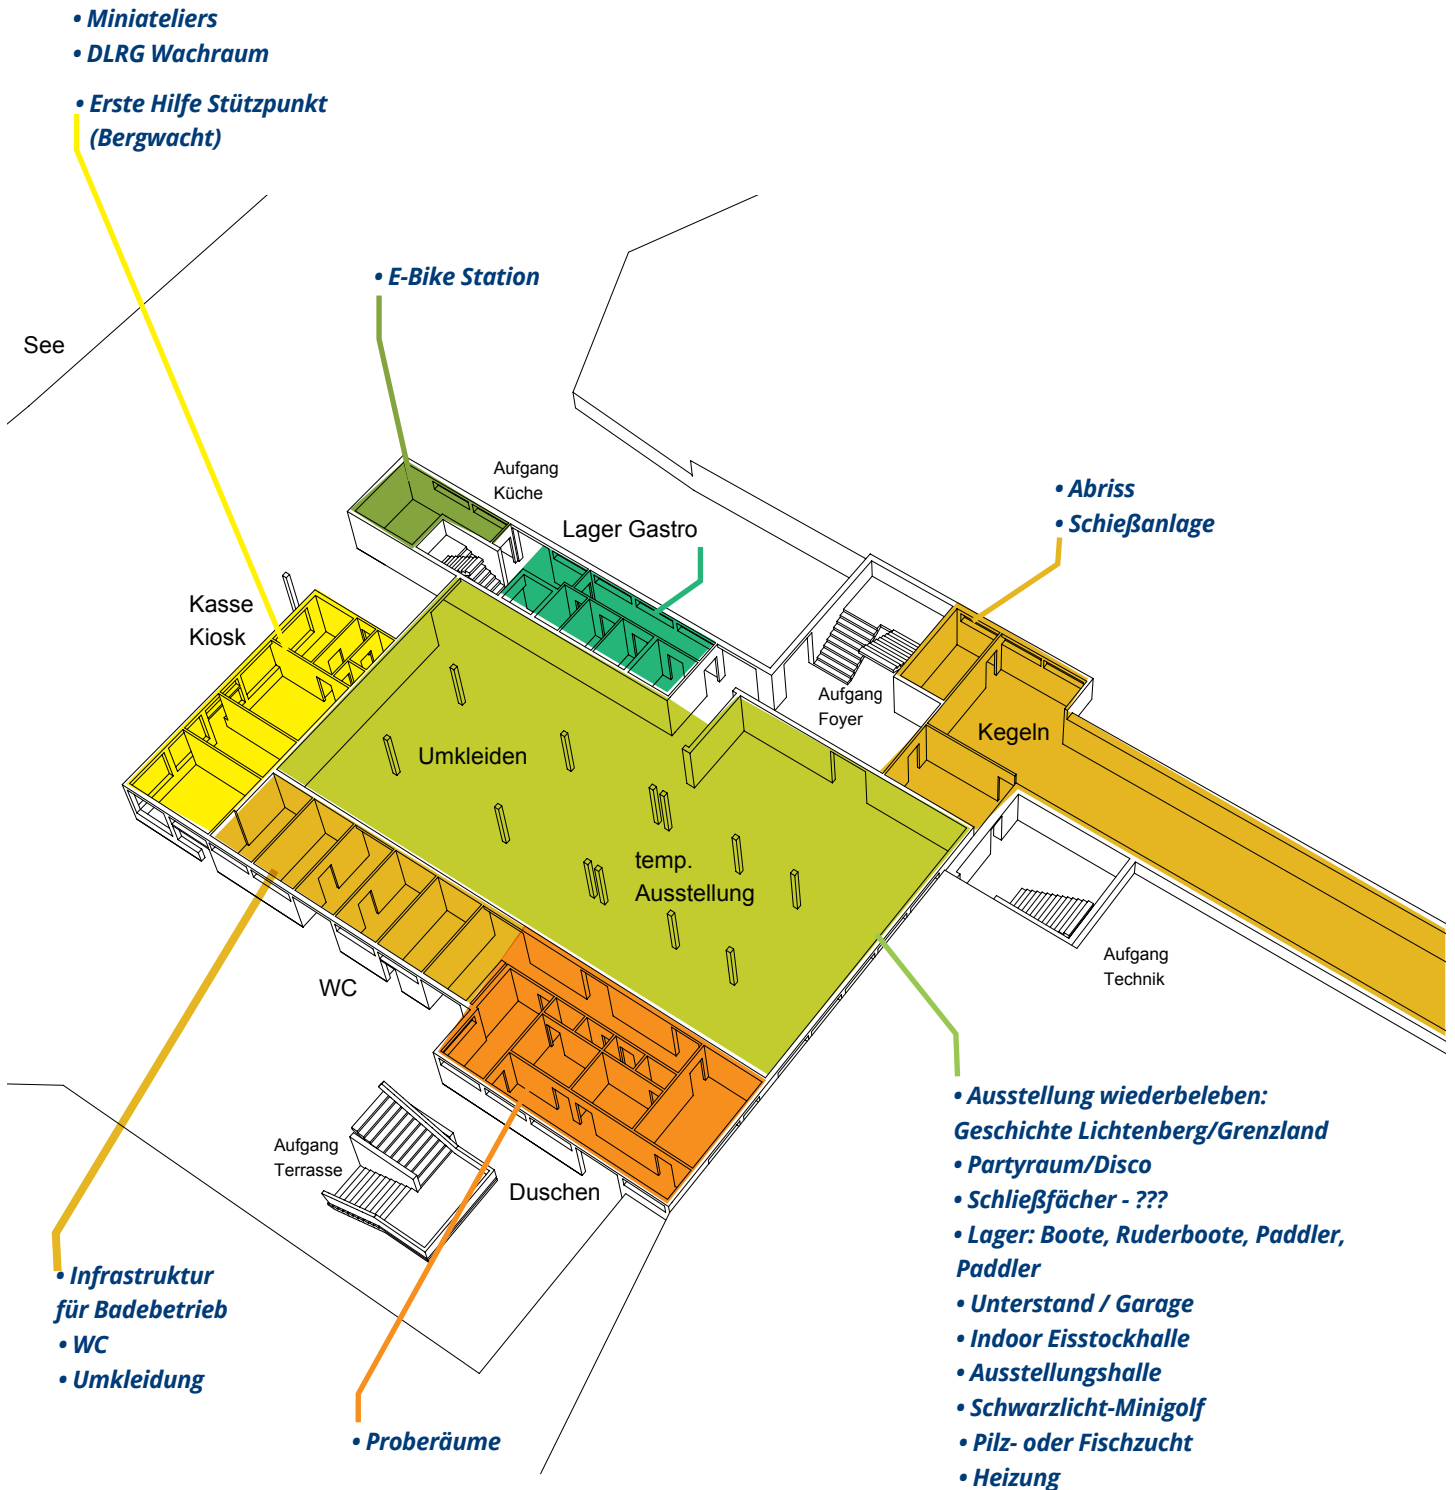 • Miniateliers
• DLRG Wachraum
• Erste Hilfe Stützpunkt
(Bergwacht)
• E-Bike Station
See
Aufgang
Küche
Lager Gastro
• Abriss
• Schießanlage
Kasse
Kiosk
Aufgang
Foyer
Kegeln
Umkleiden
temp.
Ausstellung
Aufgang
Technik
WC
Aufgang
Terrasse
Duschen
• Ausstellung wiederbeleben:
Geschichte Lichtenberg/Grenzland
• Partyraum/Disco
• Schließfächer - ???
• Lager: Boote, Ruderboote, Paddler,
Paddler
• Unterstand / Garage
• Indoor Eisstockhalle
• Ausstellungshalle
• Schwarzlicht-Minigolf
• Pilz- oder Fischzucht
• Heizung
• Infrastruktur
für Badebetrieb
• WC
• Umkleidung
• Proberäume